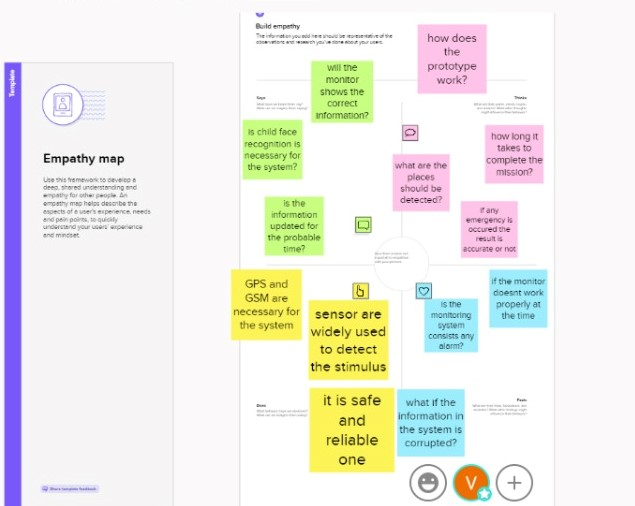 Template
Empathy map
Use this framework to develop a
deep, shared understanding and
empathy for other people. An
empathy map helps describe the
aspects of a user's experience, needs
and pain points, to quickly
understand your users' experience
and mindset.
Share template feedback
Build empathy
The information you add here should be representative of the
observations and research you've done about your users.
Says
Thinks
will the
monitor
shows the
correct
information?
how does
the
prototype
work?
is child face
recognition is
necessary for
the system?
how long it
takes to
complete the
mission?
what are the
places should be
detected?
is the
information
updated for
the probable
time?
if any
emergency is
occured the
result is
accurate or not
GPS and
GSM are
necessary for
the system
sensor are
widely used
to detect
the stimulus
is the
monitoring
system
consists any
alarm?
if the monitor
doesnt work
properly at
the time
it is safe
and
reliable
one
what if the
information in
the system is
corrupted?
Does
Feels
V